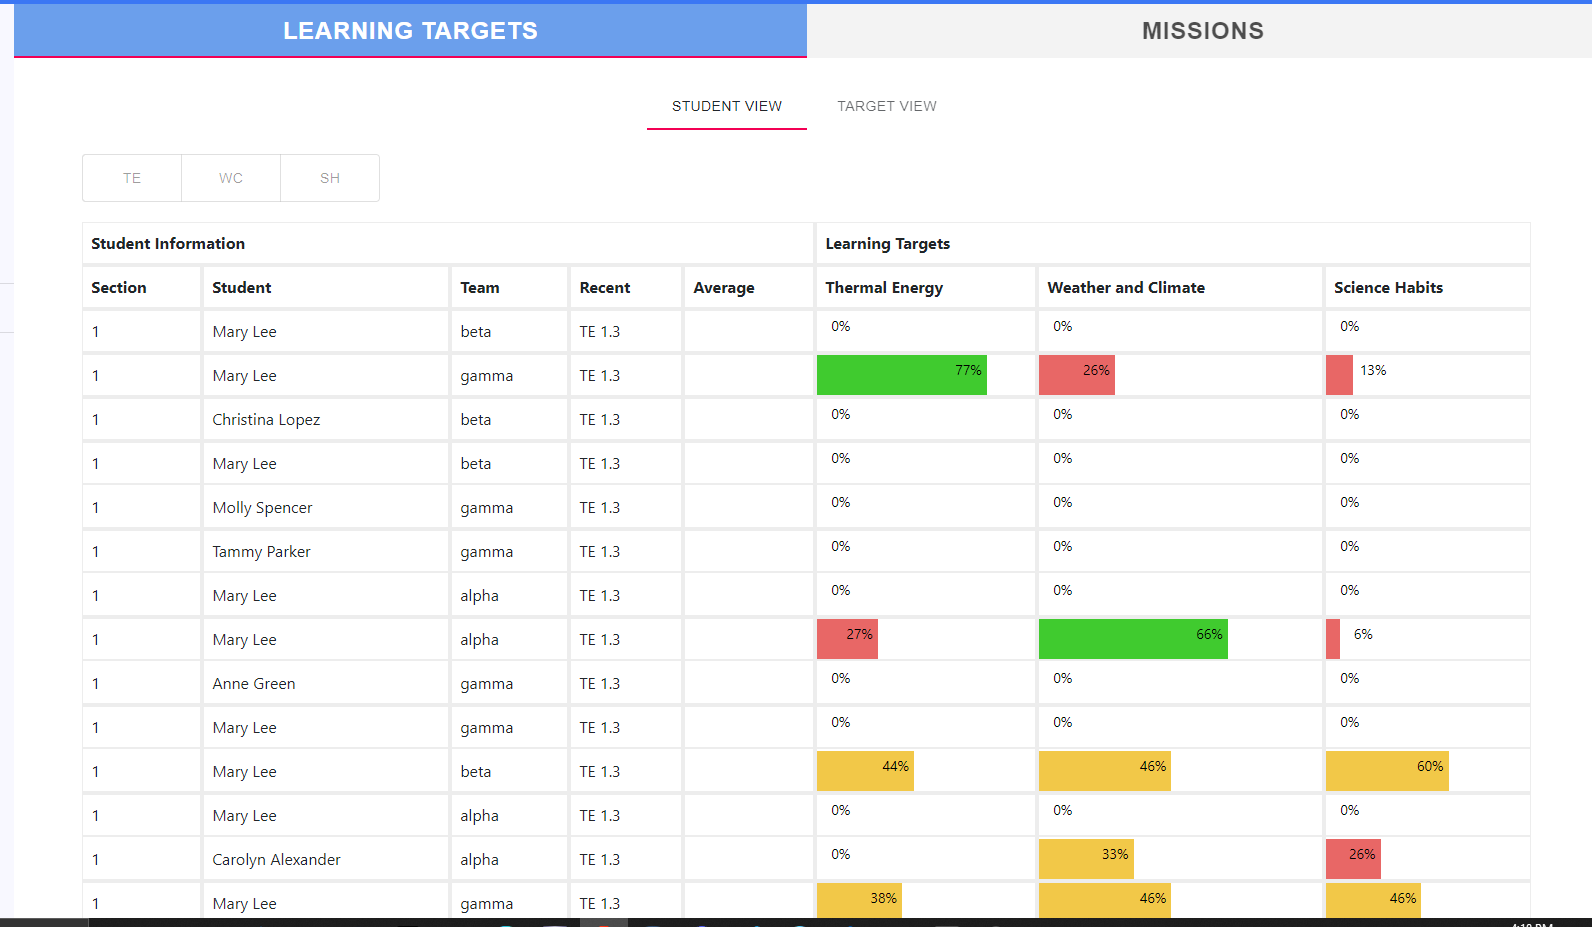 LEARNING TARGETS MISSIONS
STUDENT VIEW TARGET VIEW
TE WC SH
Student Information Learning Targets
Section Student Team Recent Average Thermal Energy Weather and Climate Science Habits
1 Mary Lee beta TE 1.3 0% 0% 0%
1 Mary Lee gamma TE 1.3 77% 26% 13%
1 Christina Lopez beta TE 1.3 0% 0% 0%
1 Mary Lee beta TE 1.3 0% 0% 0%
1 Molly Spencer gamma TE 1.3 0% 0% 0%
1 Tammy Parker gamma TE 1.3 0% 0% 0%
1 Mary Lee alpha TE 1.3 0% 0% 0%
1 Mary Lee alpha TE 1.3 27% 66% 6%
1 Anne Green gamma TE 1.3 0% 0% 0%
1 Mary Lee gamma TE 1.3 0% 0% 0%
1 Mary Lee beta TE 1.3 44% 46% 60%
1 Mary Lee alpha TE 1.3 0% 0% 0%
1 Carolyn Alexander alpha TE 1.3 0% 33% 26%
1 Mary Lee gamma TE 1.3 38% 46% 46%